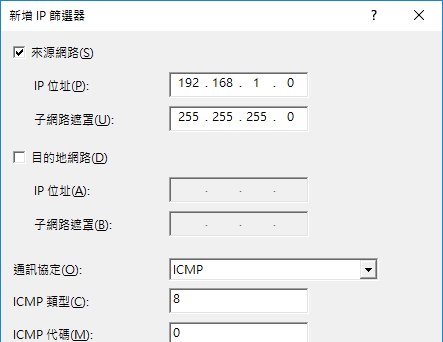 新增 IP 篩選器
來源網路(S)
IP 位址(P): 192 . 168 . 1 . 0
子網路遮罩(U): 255 . 255 . 255 . 0
目的地網路(D)
IP 位址(A): . . .
子網路遮罩(B): . . .
通訊協定(O): ICMP
ICMP 類型(C): 8
ICMP 代碼(M): 0